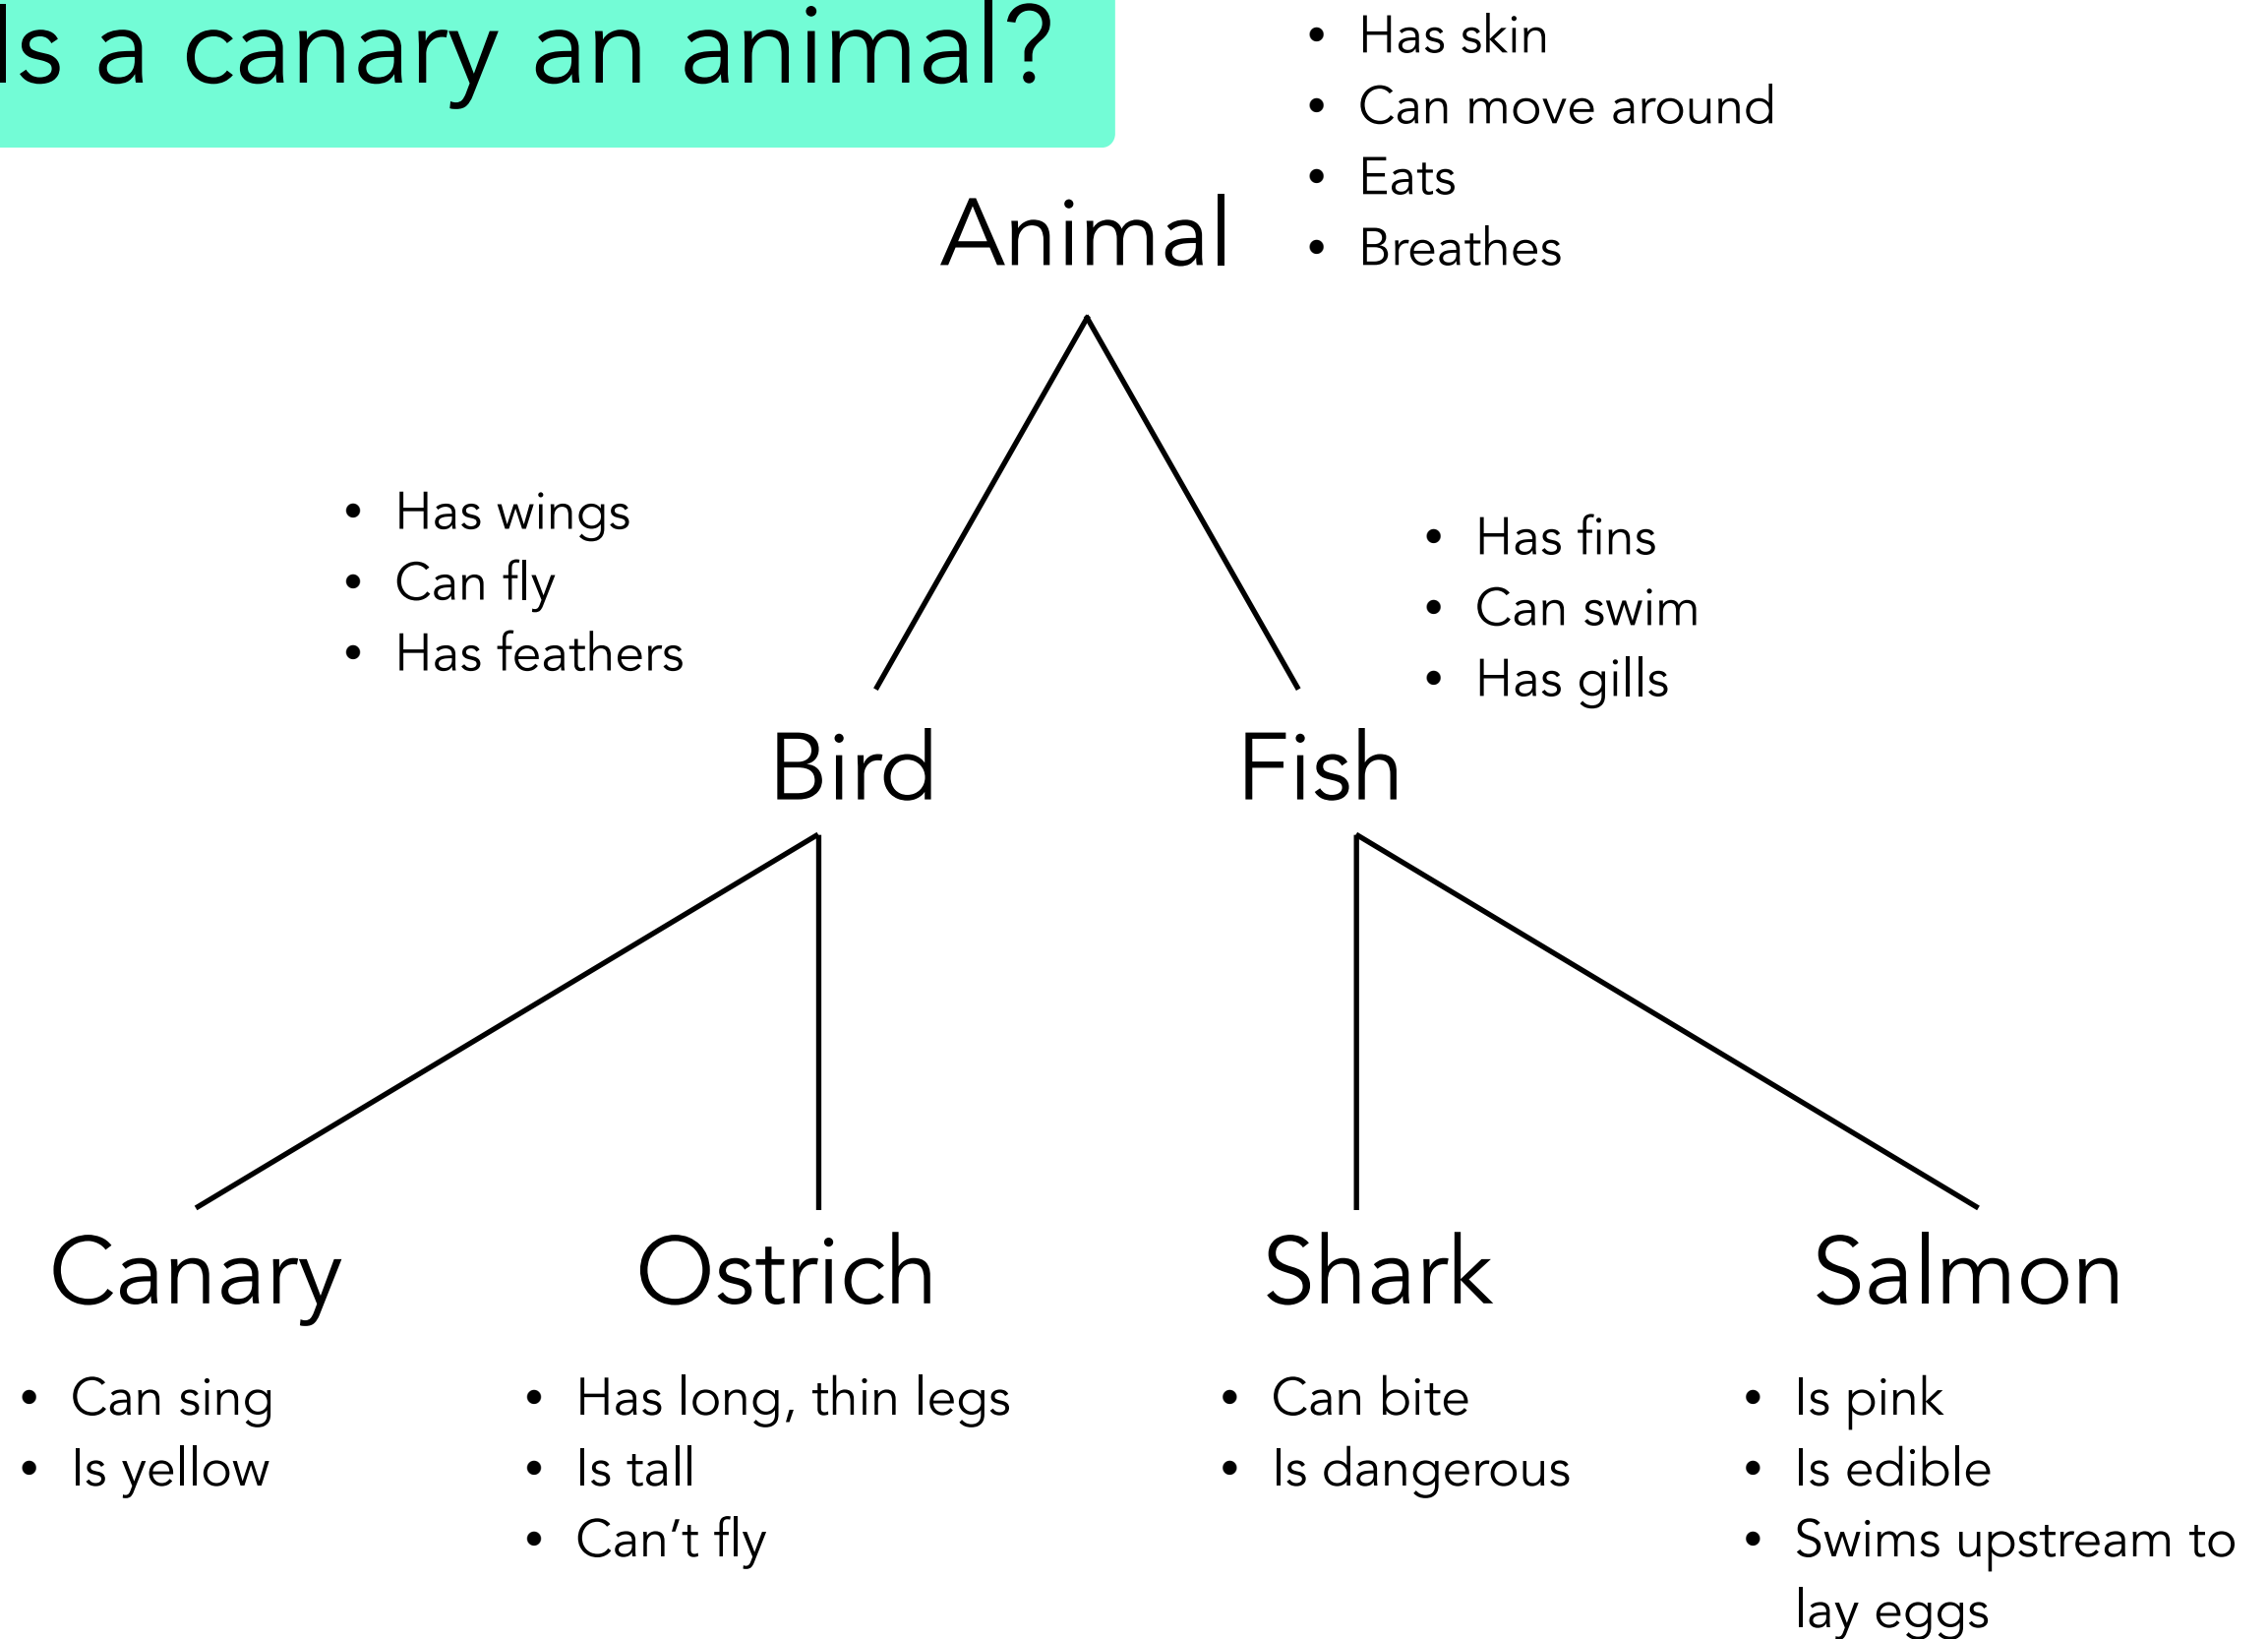 Is a canary an animal?
• Has skin
• Can move around
• Eats
• Breathes
Animal
• Has wings
• Can fly
• Has feathers
• Has fins
• Can swim
• Has gills
Bird
Fish
Canary
Ostrich
Shark
Salmon
• Can sing
• Is yellow
• Has long, thin legs
• Is tall
• Can’t fly
• Can bite
• Is dangerous
• Is pink
• Is edible
• Swims upstream to
lay eggs